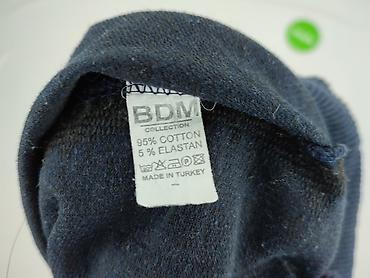 BDM
COLLECTION
95% COTTON
5 % ELASTAN
MADE IN TURKEY